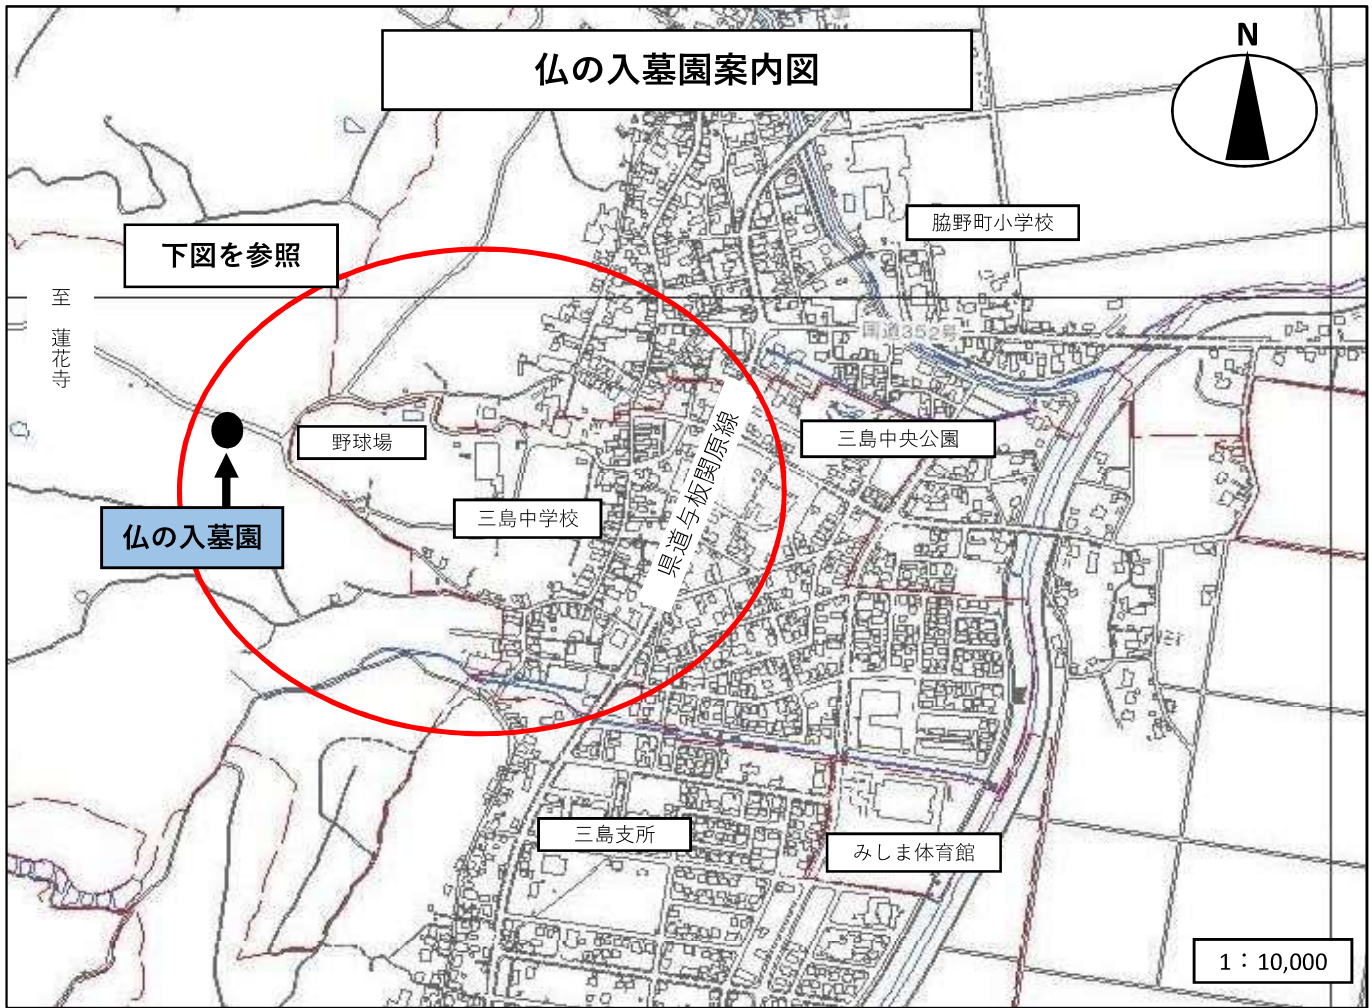 仏の入墓園案内図
N
脇野町小学校
下図を参照
至 蓮花寺
国道352号
野球場
三島中央公園
県道与板関原線
三島中学校
仏の入墓園
三島支所
みしま体育館
1：10,000